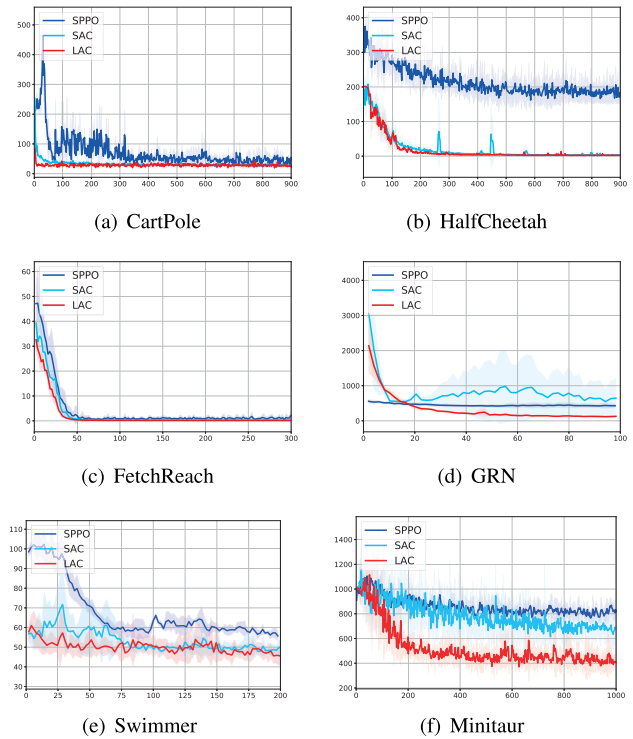 SPPO
SAC
LAC
600
500
400
300
200
100
0
0 100 200 300 400 500 600 700 800 900
(a) CartPole
SPPO
SAC
LAC
400
300
200
100
0
0 100 200 300 400 500 600 700 800 900
(b) HalfCheetah
SPPO
SAC
LAC
60
50
40
30
20
10
0
0 50 100 150 200 250 300
(c) FetchReach
SPPO
SAC
LAC
4000
3000
2000
1000
0
0 20 40 60 80 100
(d) GRN
SPPO
SAC
LAC
110
100
90
80
70
60
50
40
30
0 25 50 75 100 125 150 175 200
(e) Swimmer
SPPO
SAC
LAC
1400
1200
1000
800
600
400
200
0 200 400 600 800 1000
(f) Minitaur